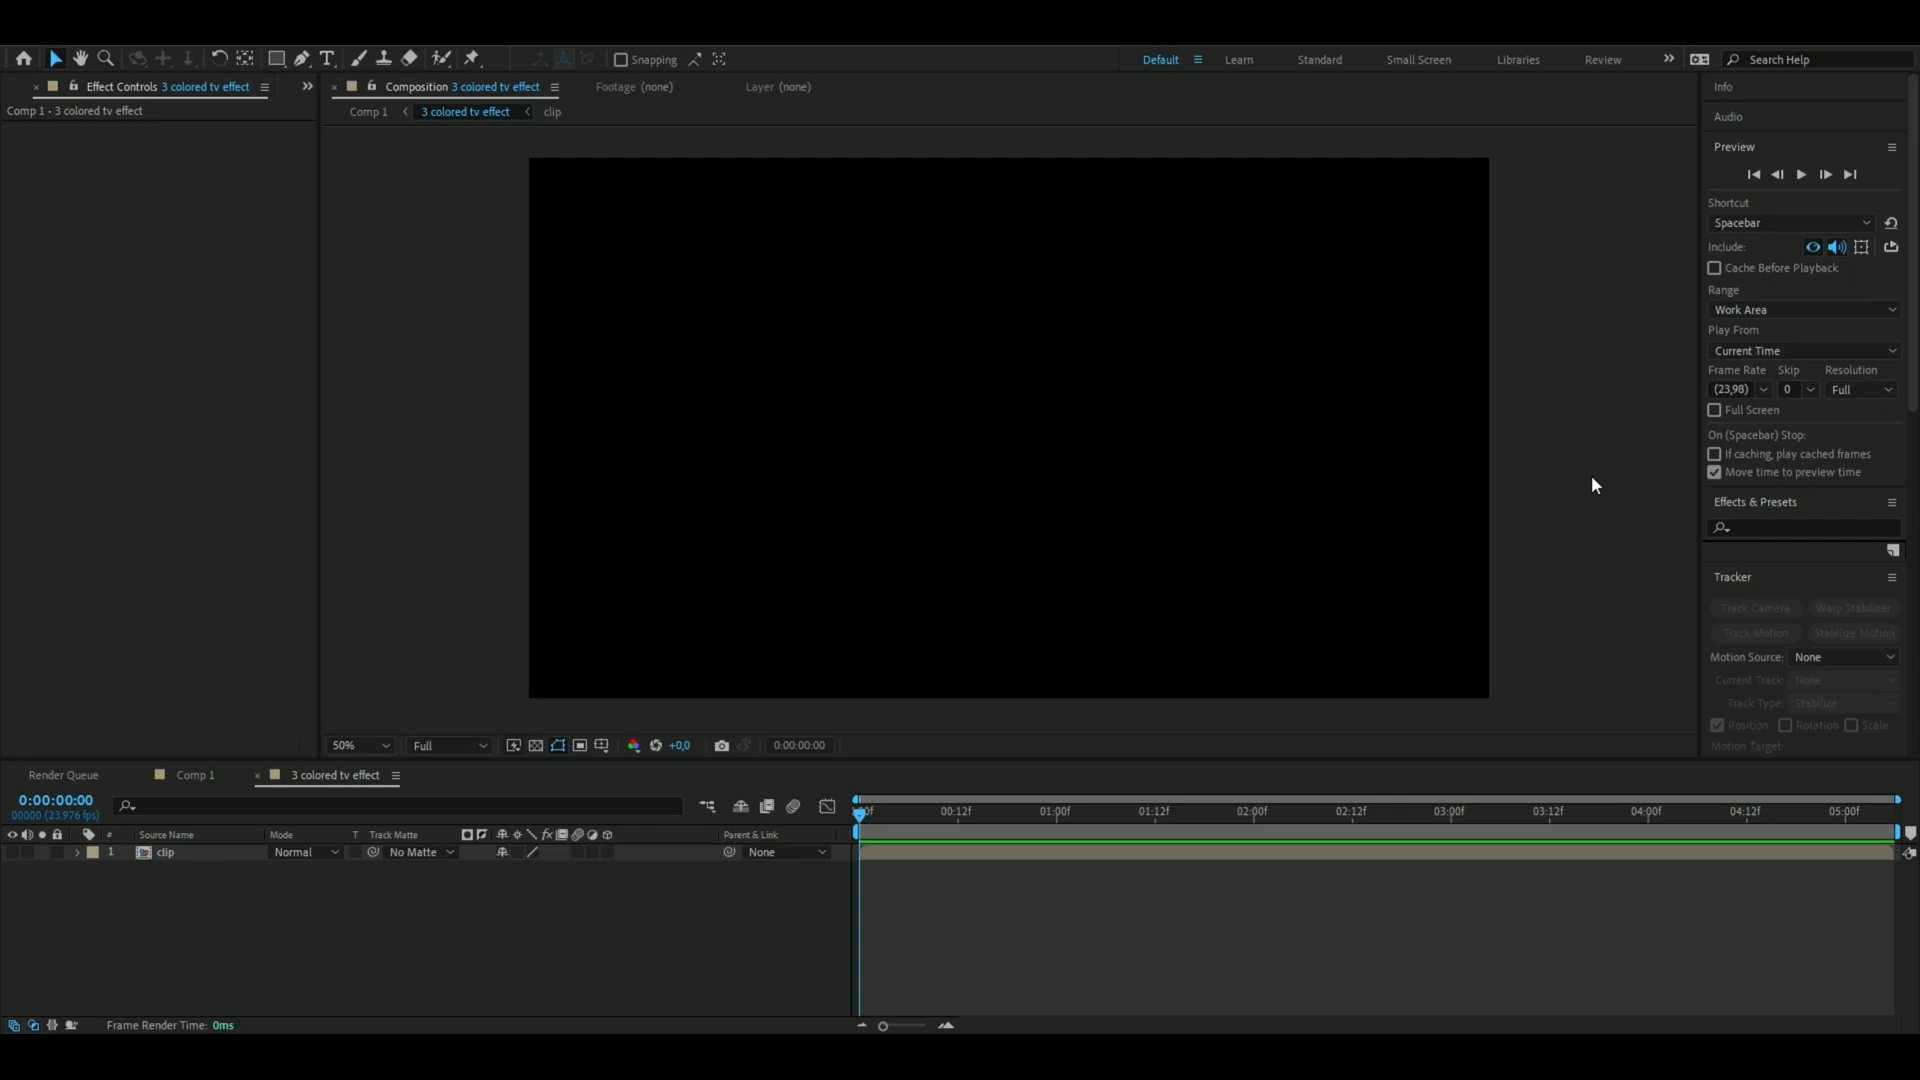 Snapping
Default
Learn
Standard
Small Screen
Libraries
Review
Search Help
Effect Controls 3 colored tv effect
Composition 3 colored tv effect
Footage (none)
Layer (none)
Info
Comp 1 • 3 colored tv effect
Comp 1
3 colored tv effect
clip
Audio
Preview
Shortcut
Spacebar
Include:
Cache Before Playback
Range
Work Area
Play From
Current Time
Frame Rate Skip Resolution
(23,98) 0 Full
Full Screen
On (Spacebar) Stop:
If caching, play cached frames
Move time to preview time
Effects & Presets
Tracker
Track Camera Warp Stabilizer
Track Motion Stabilize Motion
Motion Source: None
Current Track: None
Track Type: Stabilize
Position Rotation Scale
Motion Target:
50% Full +0,0 0:00:00:00
Render Queue Comp 1 3 colored tv effect
0:00:00:00
00000 (23.976 fps)
00:12f 01:00f 01:12f 02:00f 02:12f 03:00f 03:12f 04:00f 04:12f 05:00f
# Source Name Mode T Track Matte fx Parent & Link
1 clip Normal No Matte None
Frame Render Time: 0ms